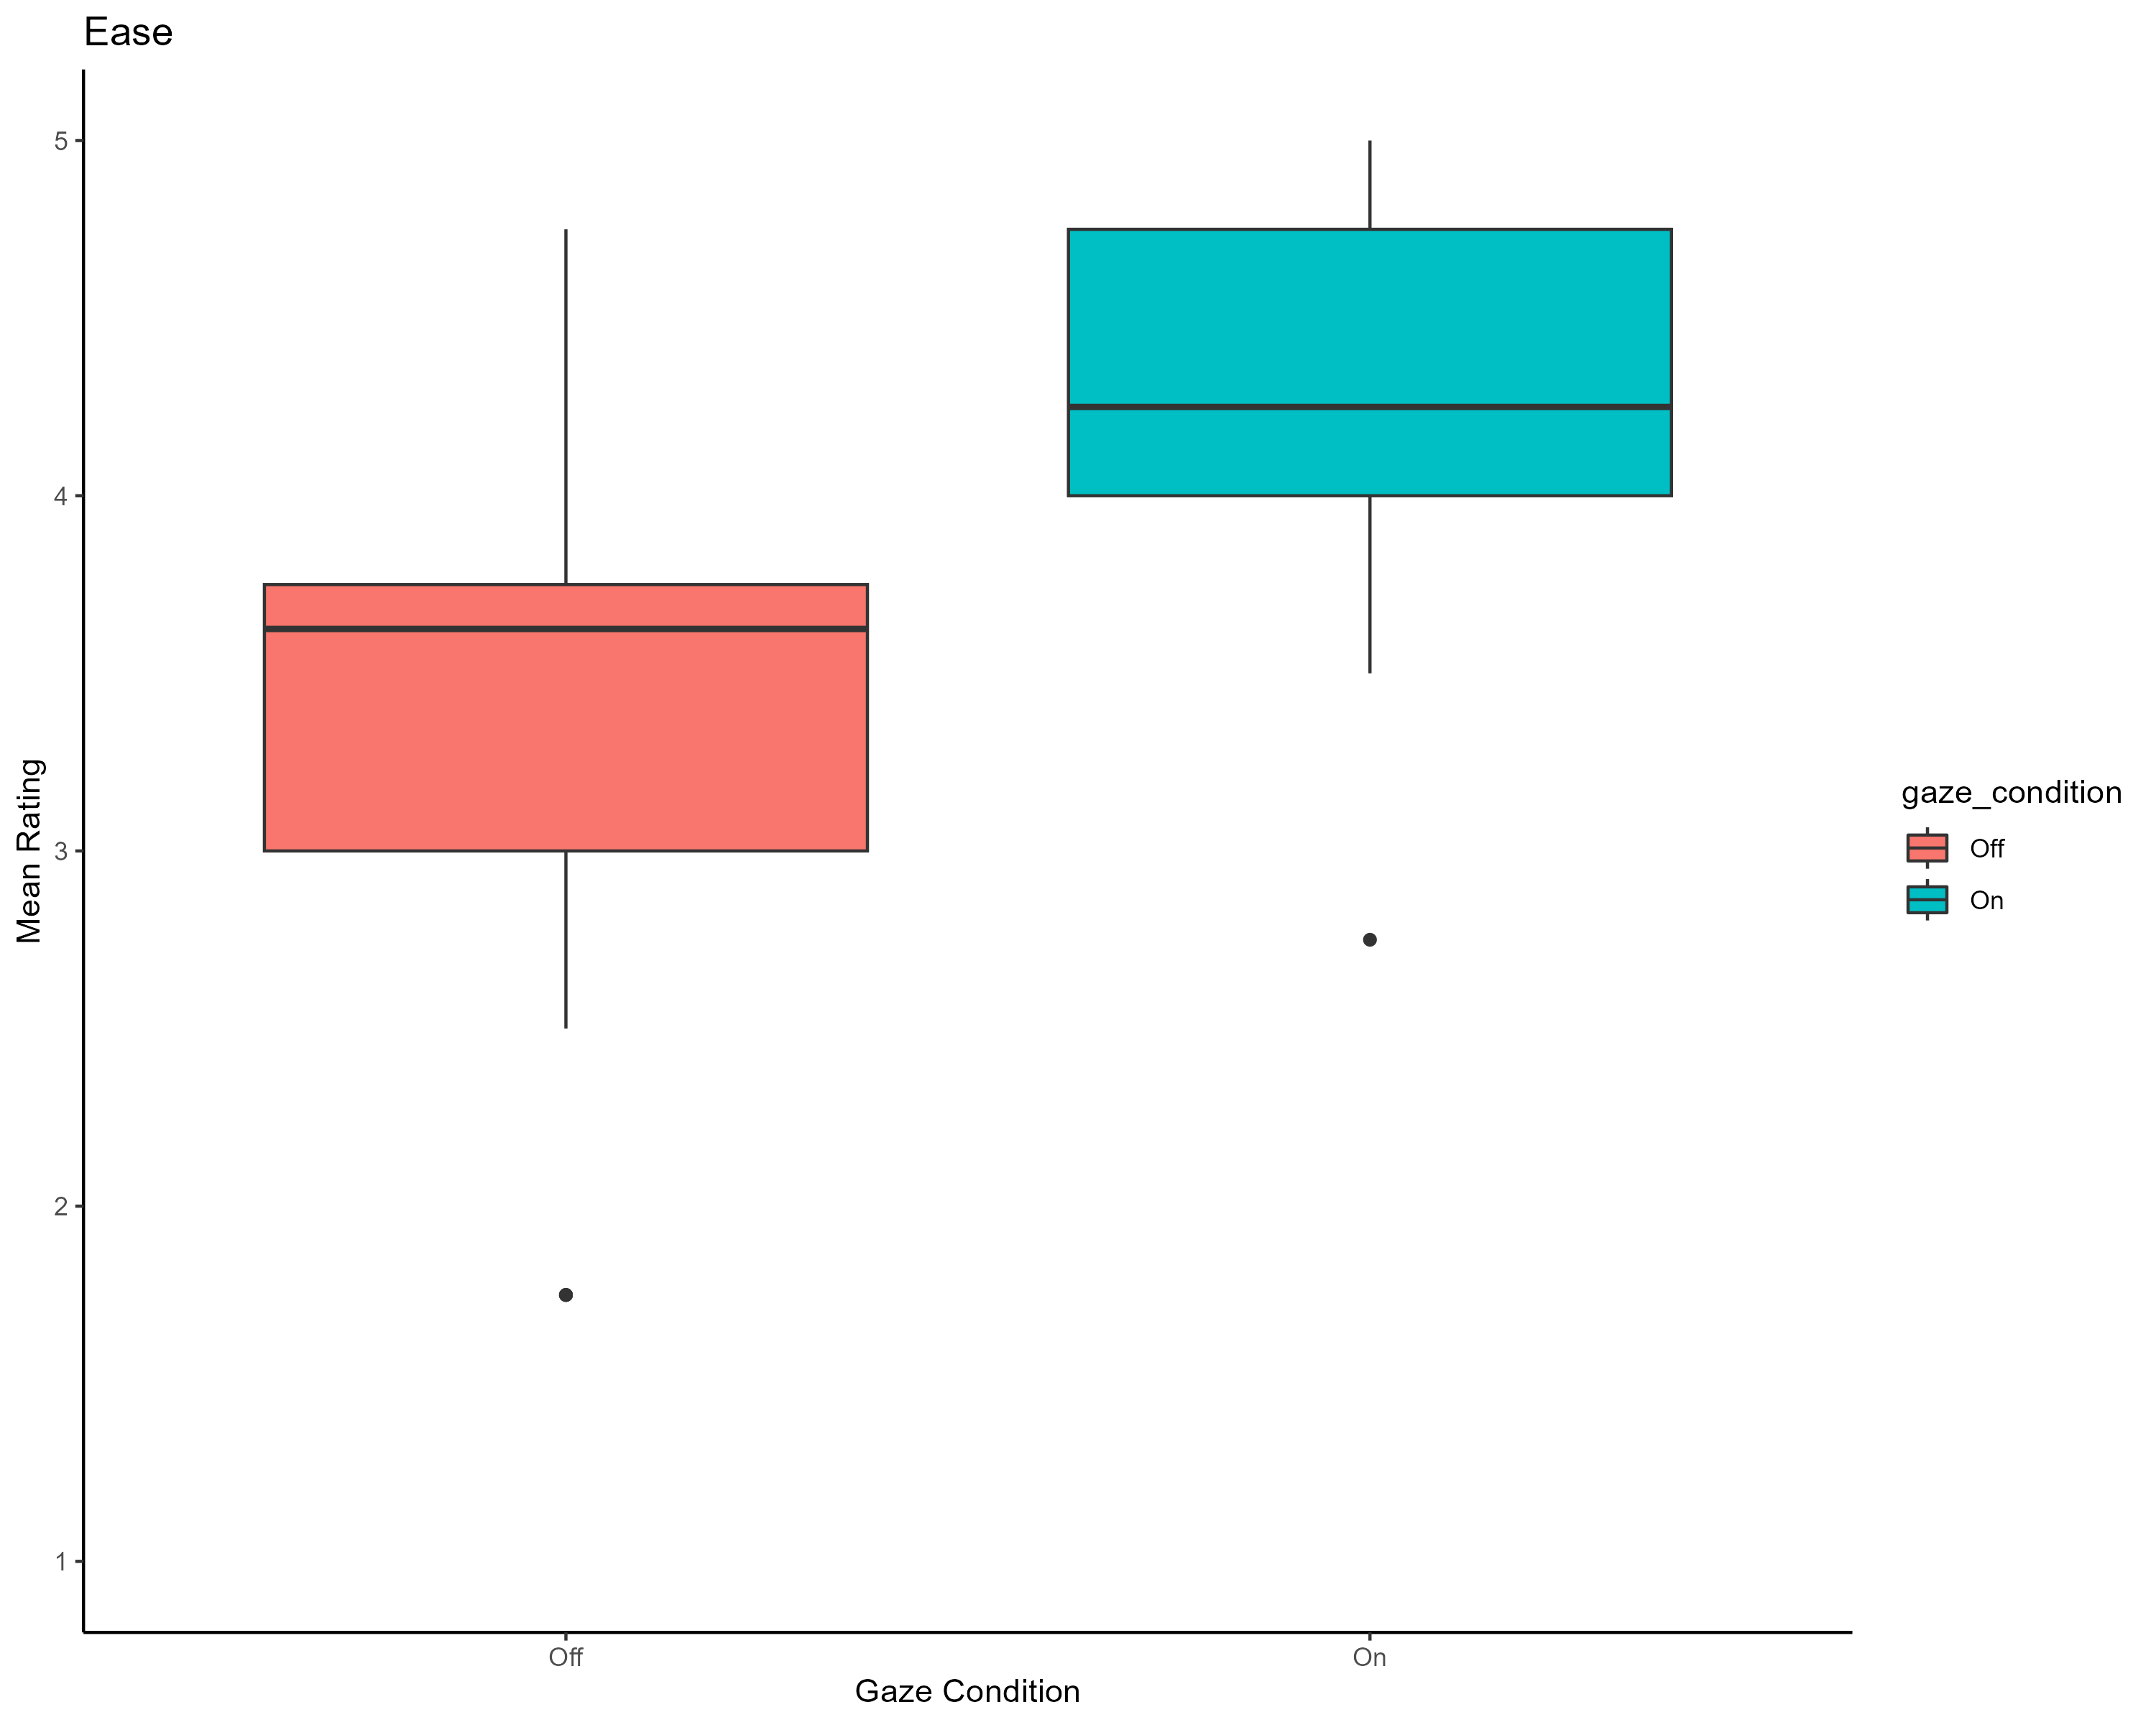 Ease
5
4
3
2
1
Mean Rating
Off
On
Gaze Condition
gaze_condition
Off
On